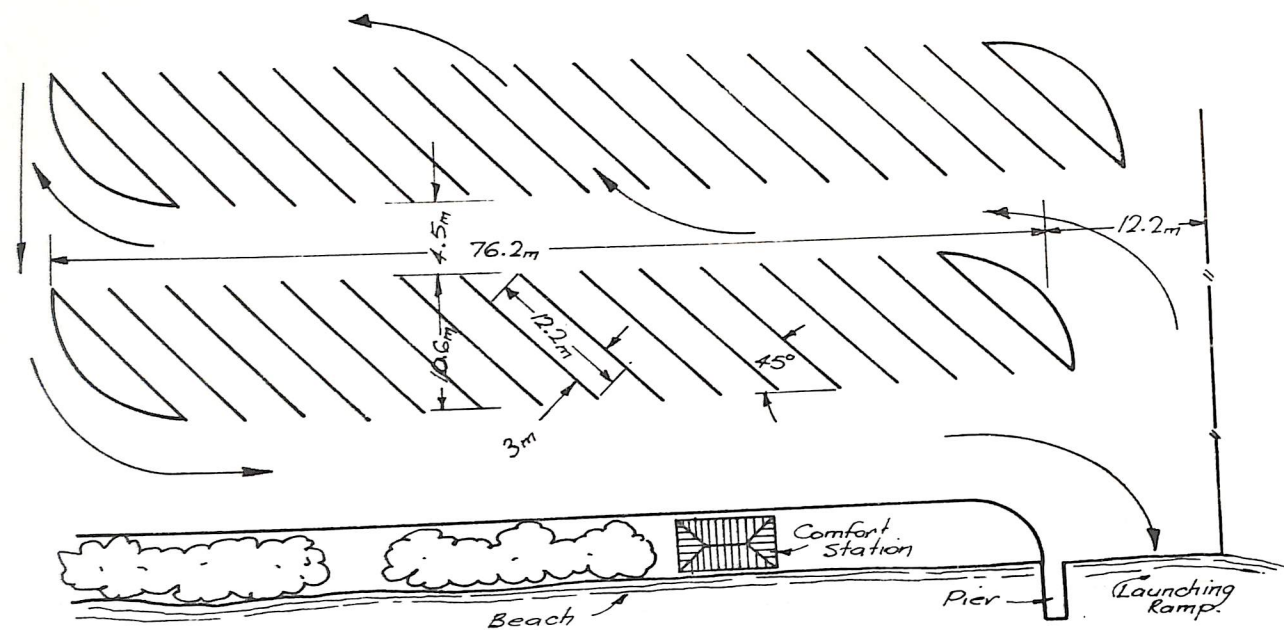 4.5m
76.2m
12.2m
10.6m
12.2m
45°
3m
Comfort
Station
Beach
Pier
Launching
Ramp.